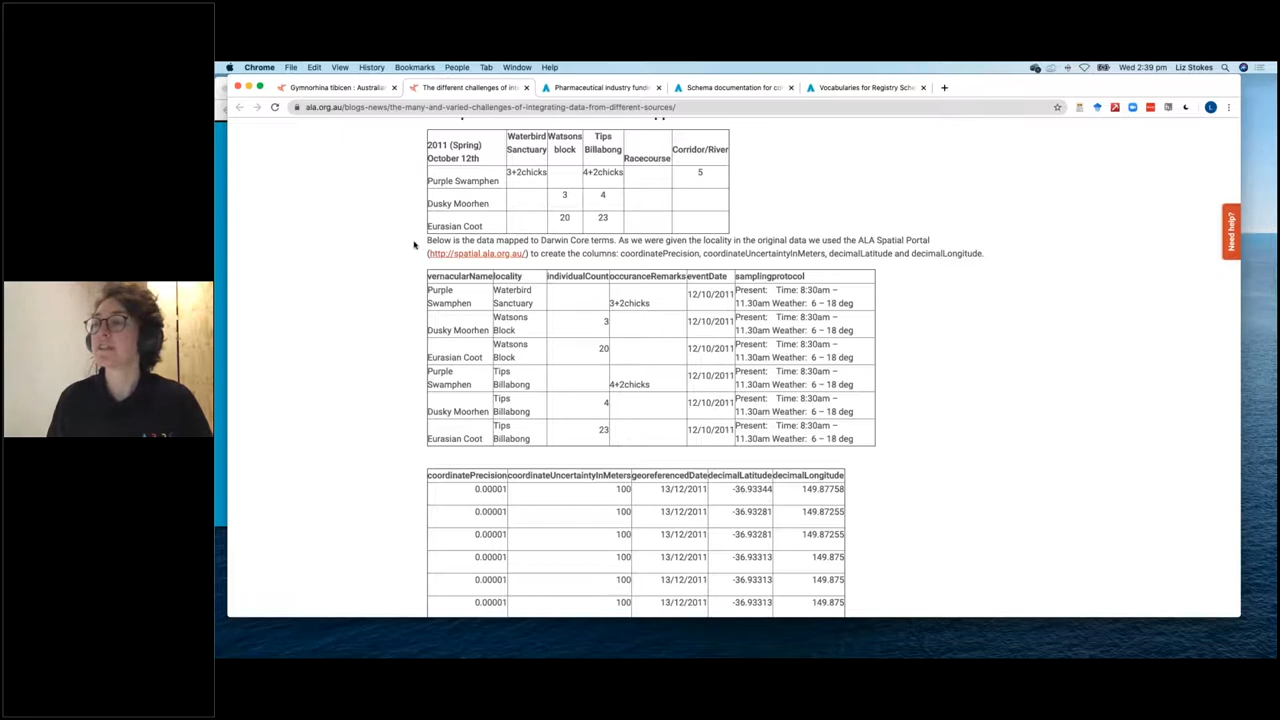 Chrome File Edit View History Bookmarks People Tab Window Help Wed 2:39 pm Liz Stokes
Gymnorhina tibicen : Australian The different challenges of int Pharmaceutical industry fundi Schema documentation for co Vocabularies for Registry Sche
ala.org.au/blogs-news/the-many-and-varied-challenges-of-integrating-data-from-different-sources/
2011 (Spring) October 12th Waterbird Sanctuary Watsons block Tips Billabong Racecourse Corridor/River
Purple Swamphen 3+2chicks 4+2chicks 5
Dusky Moorhen 3 4
Eurasian Coot 20 23
Below is the data mapped to Darwin Core terms. As we were given the locality in the original data we used the ALA Spatial Portal
(http://spatial.ala.org.au/) to create the columns: coordinatePrecision, coordinateUncertaintyInMeters, decimalLatitude and decimalLongitude.
vernacularName locality individualCount occuranceRemarks eventDate samplingprotocol
Purple Swamphen Waterbird Sanctuary 3+2chicks 12/10/2011 Present: Time: 8:30am – 11.30am Weather: 6 – 18 deg
Dusky Moorhen Watsons Block 3 12/10/2011 Present: Time: 8:30am – 11.30am Weather: 6 – 18 deg
Eurasian Coot Watsons Block 20 12/10/2011 Present: Time: 8:30am – 11.30am Weather: 6 – 18 deg
Purple Swamphen Tips Billabong 4+2chicks 12/10/2011 Present: Time: 8:30am – 11.30am Weather: 6 – 18 deg
Dusky Moorhen Tips Billabong 4 12/10/2011 Present: Time: 8:30am – 11.30am Weather: 6 – 18 deg
Eurasian Coot Tips Billabong 23 12/10/2011 Present: Time: 8:30am – 11.30am Weather: 6 – 18 deg
coordinatePrecision coordinateUncertaintyInMeters georeferencedDate decimalLatitude decimalLongitude
0.00001 100 13/12/2011 -36.93344 149.87758
0.00001 100 13/12/2011 -36.93281 149.87255
0.00001 100 13/12/2011 -36.93281 149.87255
0.00001 100 13/12/2011 -36.93313 149.875
0.00001 100 13/12/2011 -36.93313 149.875
0.00001 100 13/12/2011 -36.93313 149.875
Need help?